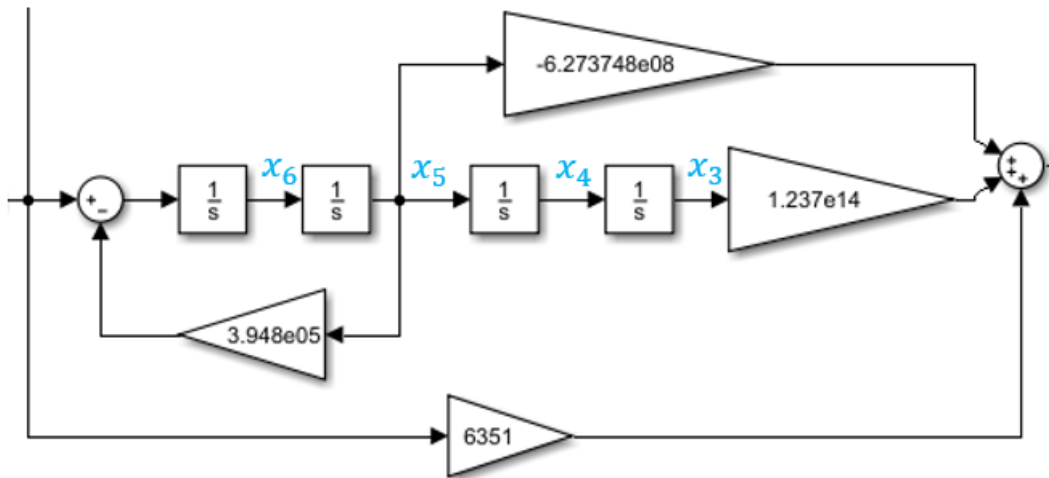 -6.273748e08
x₆
x₅
x₄
x₃
+
-
1
s
1
s
1
s
1
s
1.237e14
+
+
+
3.948e05
6351